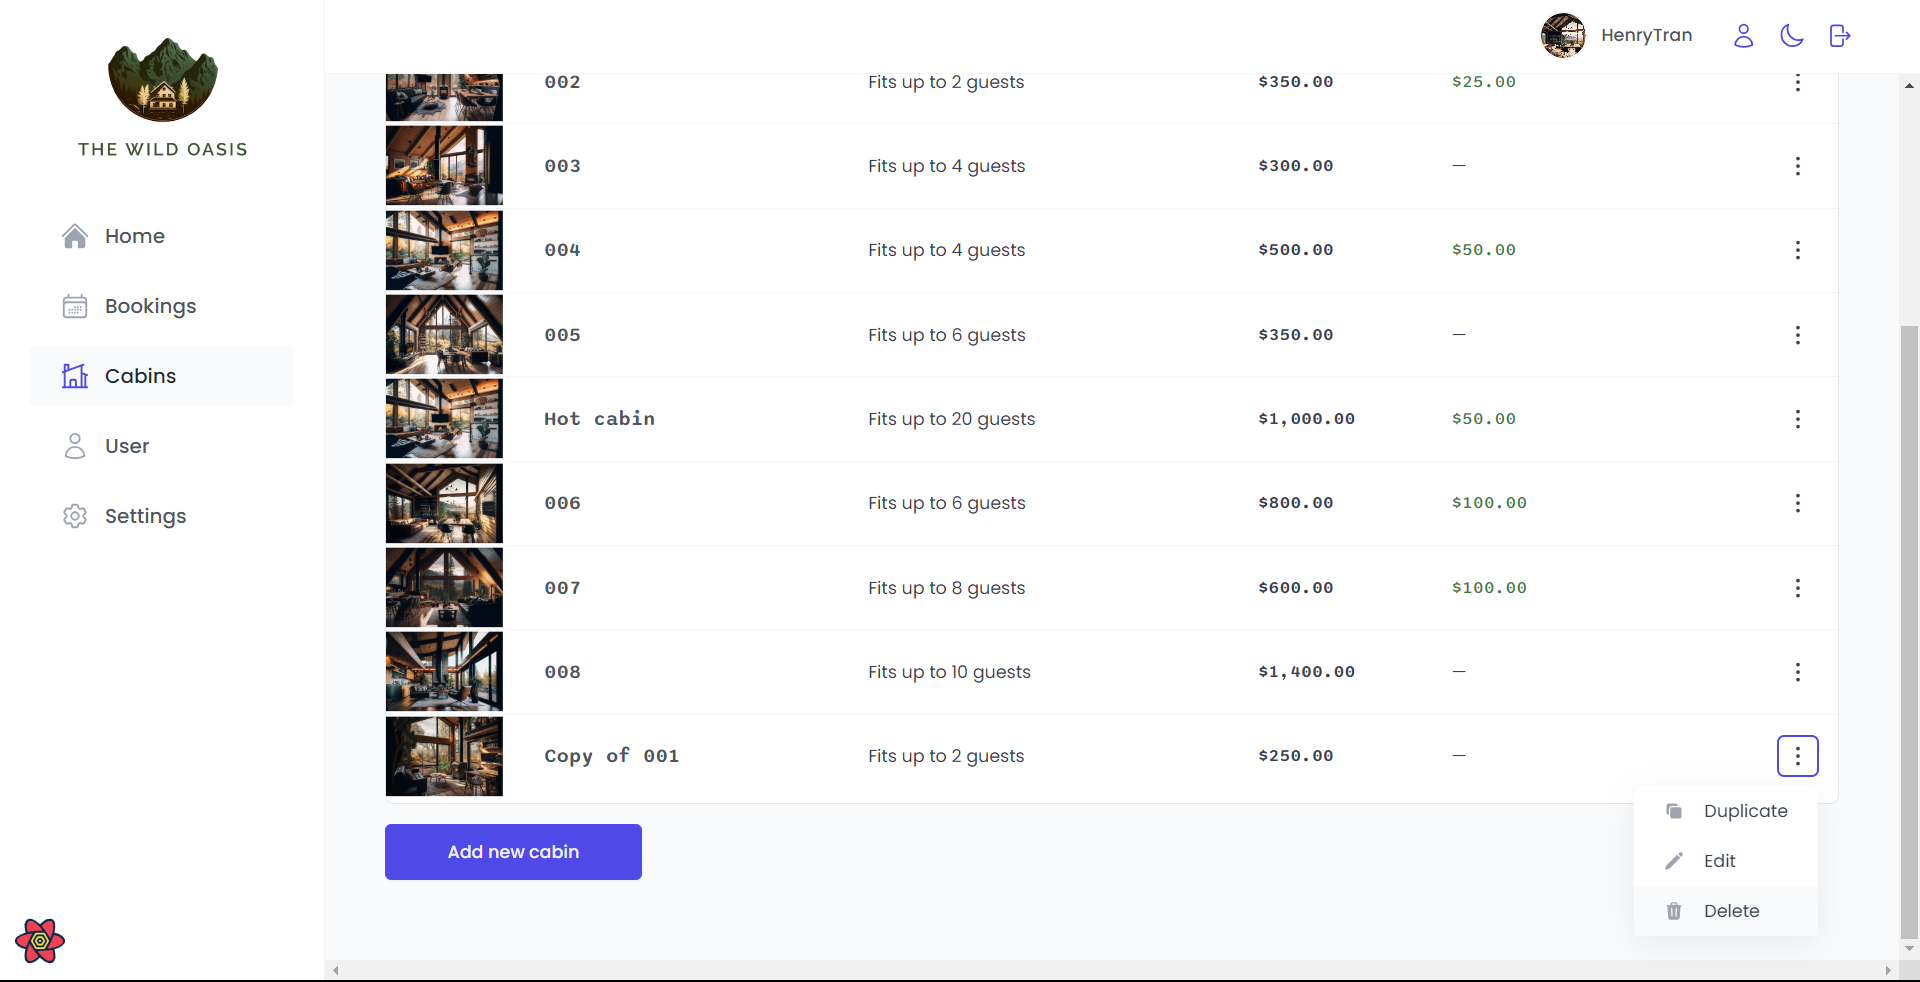 HenryTran
THE WILD OASIS
Home
Bookings
Cabins
User
Settings
002 Fits up to 2 guests $350.00 $25.00
003 Fits up to 4 guests $300.00 —
004 Fits up to 4 guests $500.00 $50.00
005 Fits up to 6 guests $350.00 —
Hot cabin Fits up to 20 guests $1,000.00 $50.00
006 Fits up to 6 guests $800.00 $100.00
007 Fits up to 8 guests $600.00 $100.00
008 Fits up to 10 guests $1,400.00 —
Copy of 001 Fits up to 2 guests $250.00 —
Duplicate
Edit
Delete
Add new cabin